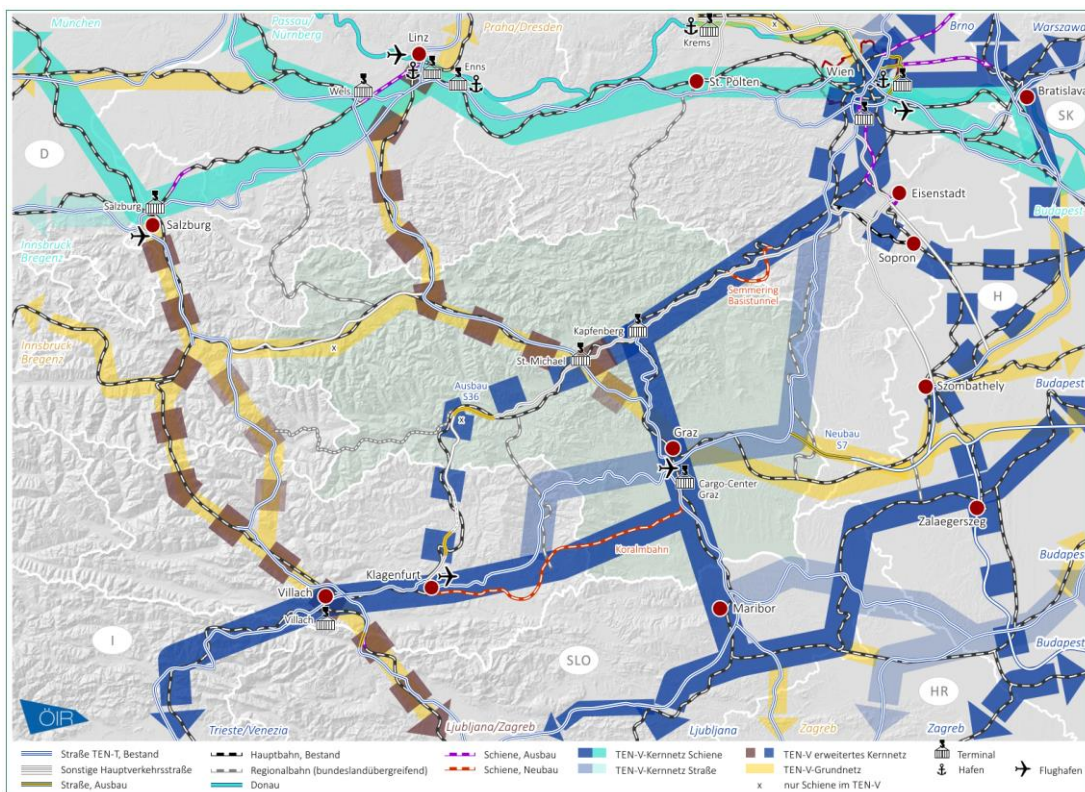 München
Passau/
Nürnberg
Linz
Praha/Dresden
Krems
Brno
Warszawa
Enns
Wels
Wien
St. Pölten
Bratislava
SK
D
Eisenstadt
Salzburg
Salzburg
Budapest
Innsbruck
Bregenz
Sopron
Semmering
Basistunnel
H
Kapfenberg
Innsbruck
Bregenz
x
St. Michael
Ausbau
S36
x
Szombathely
Budapest
Graz
Neubau
S7
Cargo-Center
Graz
Zalaegerszeg
Koralmbahn
Budapest
Klagenfurt
Villach
Villach
Maribor
I
SLO
Budapest
HR
ÖIR
Trieste/Venezia
Ljubljana/Zagreb
Ljubljana
Zagreb
Zagreb
Straße TEN-T, Bestand
Hauptbahn, Bestand
Schiene, Ausbau
TEN-V-Kernnetz Schiene
TEN-V erweitertes Kernnetz
Terminal
Sonstige Hauptverkehrsstraße
Regionalbahn (bundeslandübergreifend)
Schiene, Neubau
TEN-V-Kernnetz Straße
TEN-V-Grundnetz
Hafen
Flughafen
Straße, Ausbau
Donau
x
nur Schiene im TEN-V